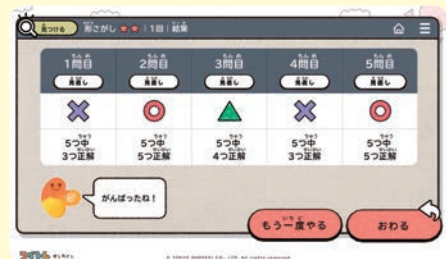 見つける 形さがし ★★ | 1回 | 結果
1問目 2問目 3問目 4問目 5問目
見直し 見直し 見直し 見直し 見直し
5つ中 5つ中 5つ中 5つ中 5つ中
3つ正解 5つ正解 4つ正解 3つ正解 5つ正解
がんばったね！
もう一度やる おわる